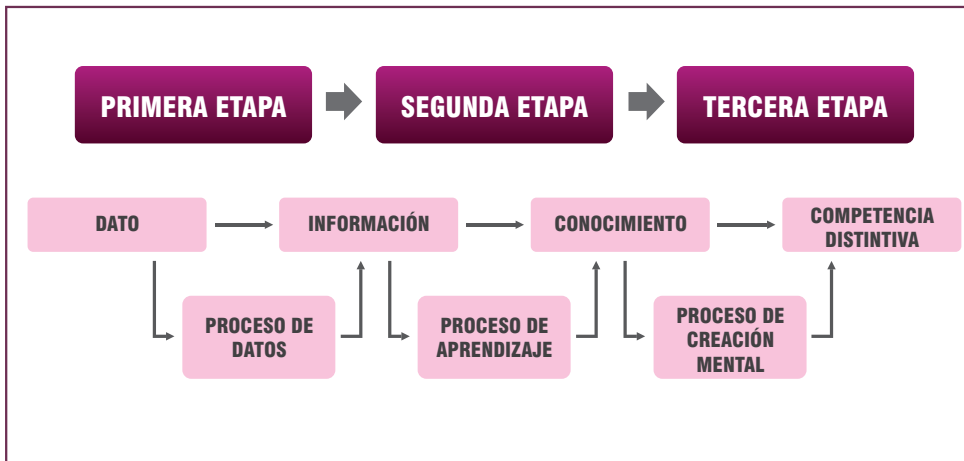 PRIMERA ETAPA
SEGUNDA ETAPA
TERCERA ETAPA
DATO
INFORMACIÓN
CONOCIMIENTO
COMPETENCIA
DISTINTIVA
PROCESO DE
DATOS
PROCESO DE
APRENDIZAJE
PROCESO DE
CREACIÓN
MENTAL